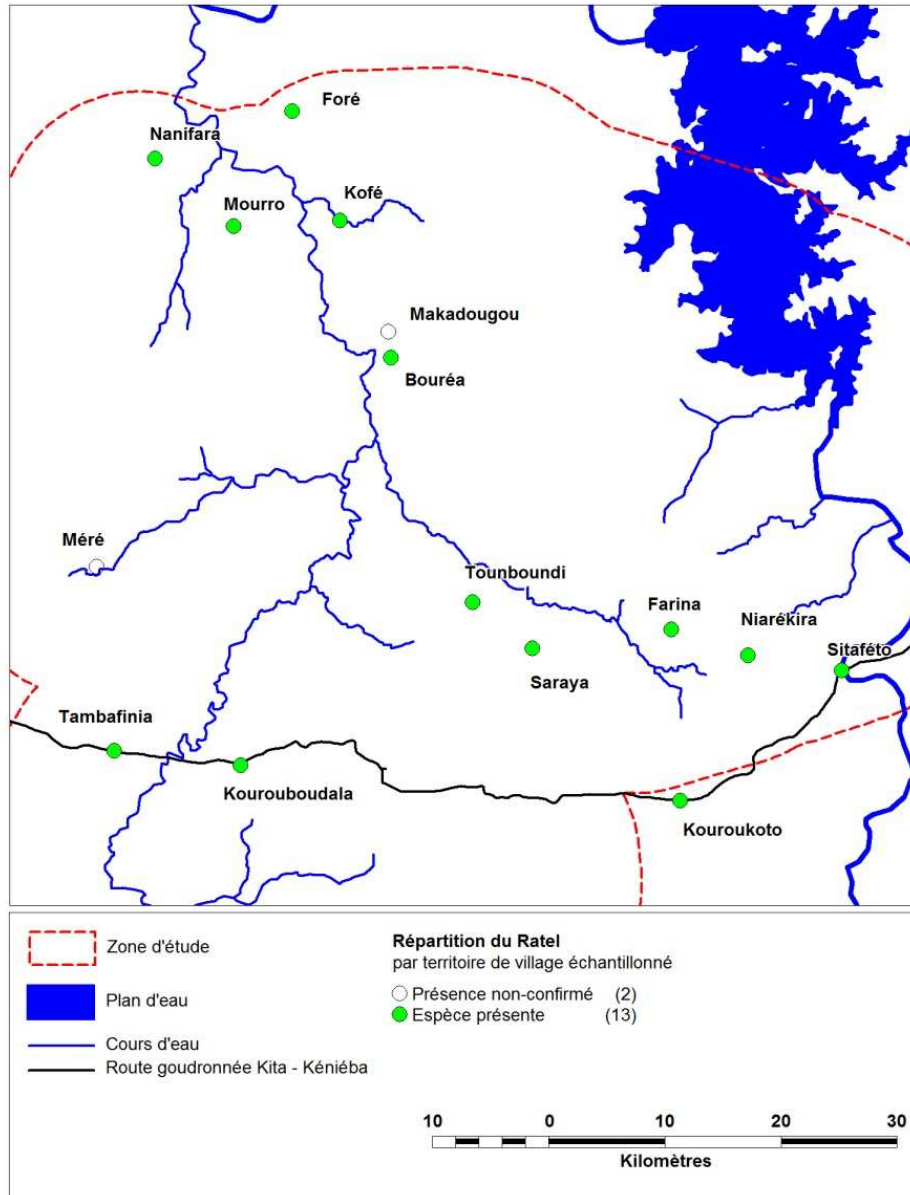 Foré
Nanifara
Mourro
Kofé
Makadougou
Bouréa
Méré
Tounboundi
Farina
Niarékira
Sitaféto
Saraya
Tambafinia
Kourouboudala
Kouroukoto
Zone d'étude
Plan d'eau
Cours d'eau
Route goudronnée Kita - Kéniéba
Répartition du Ratel
par territoire de village échantillonné
Présence non-confirmé (2)
Espèce présente (13)
10 0 10 20 30
Kilomètres